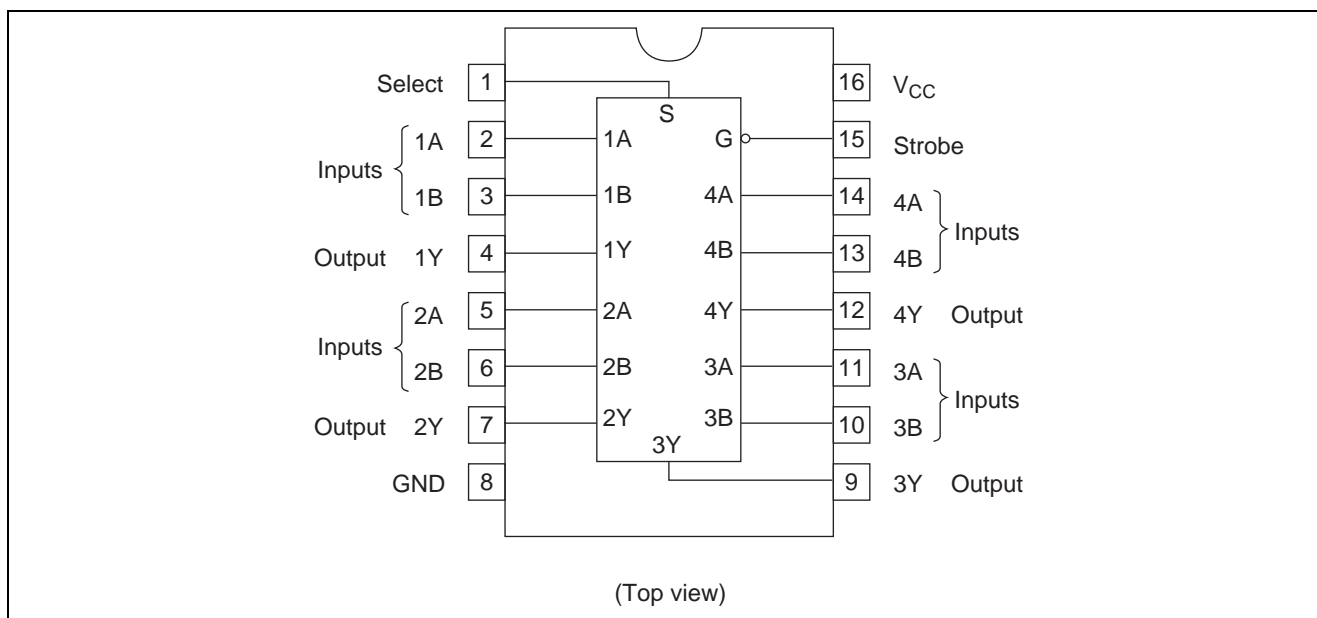 Select 1 16 VCC
S
1A 2 1A G 15 Strobe
Inputs
1B 3 1B 4A 14 4A
Inputs
Output 1Y 4 1Y 4B 13 4B
2A 5 2A 4Y 12 4Y Output
Inputs
2B 6 2B 3A 11 3A
Inputs
Output 2Y 7 2Y 3B 10 3B
3Y
GND 8 9 3Y Output
(Top view)